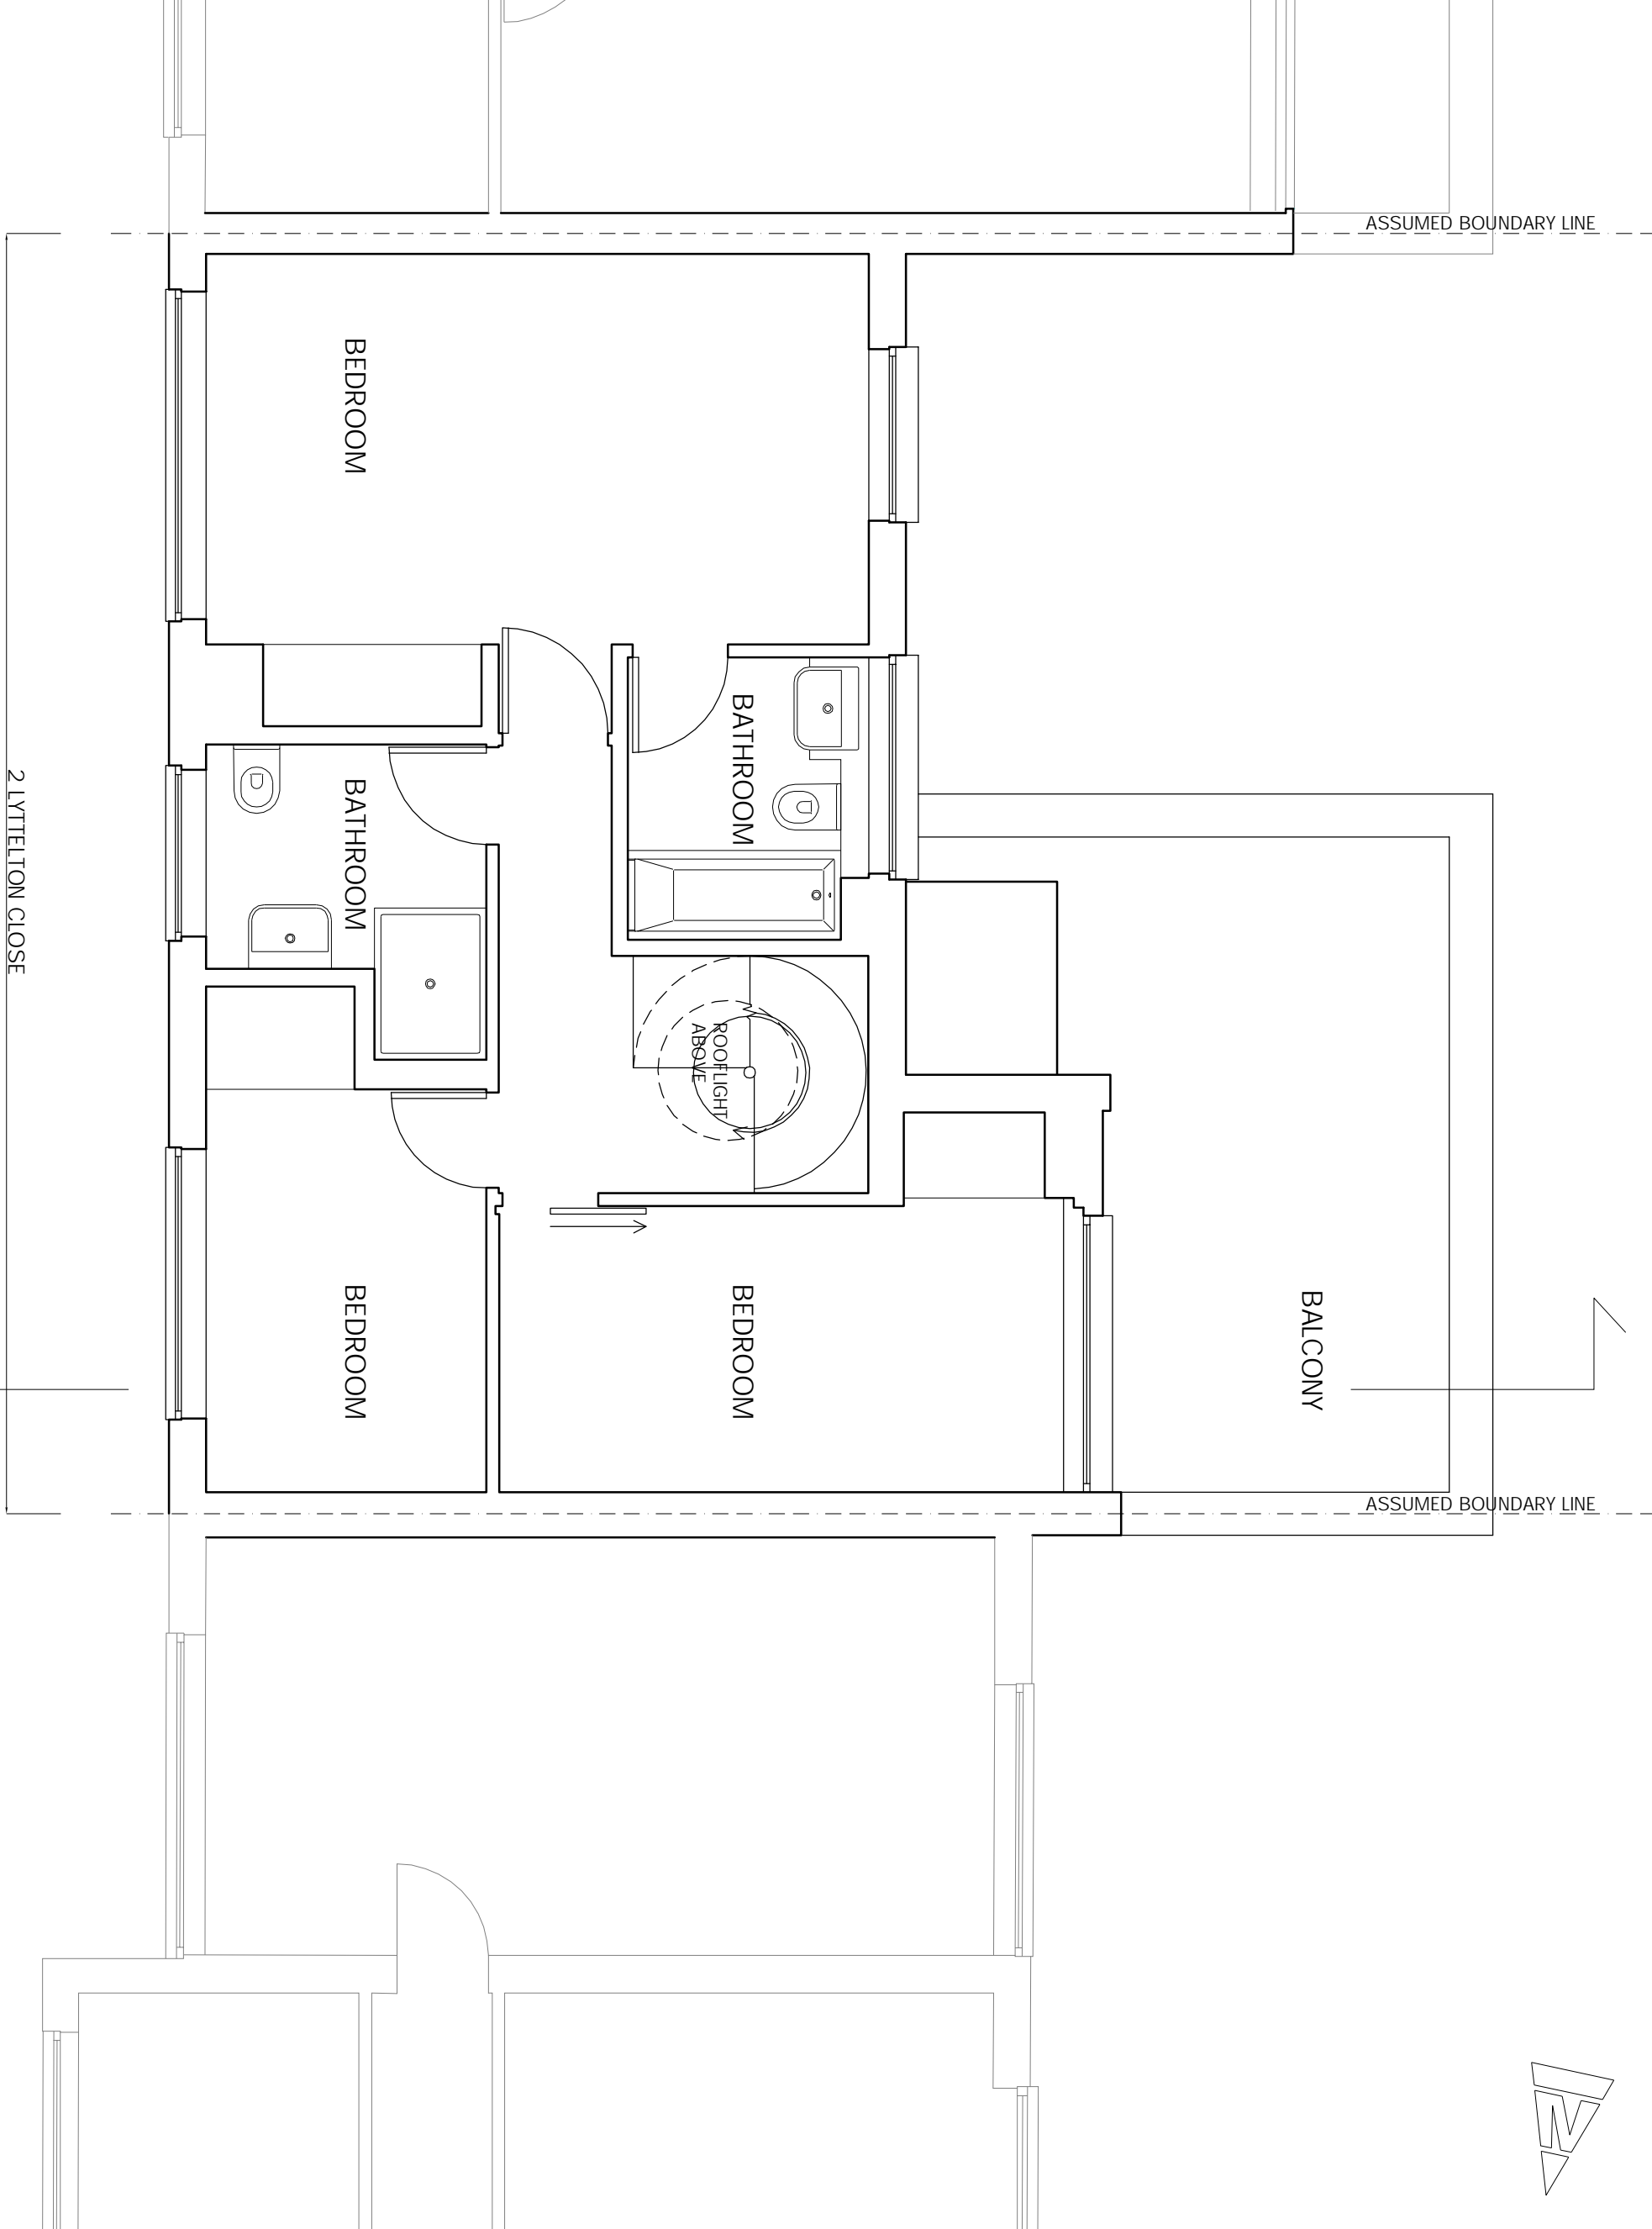 ASSUMED BOUNDARY LINE
BEDROOM
BATHROOM
BATHROOM
2 LYTTELTON CLOSE
ROOFLIGHT
ABOVE
BEDROOM
BEDROOM
BALCONY
ASSUMED BOUNDARY LINE
N